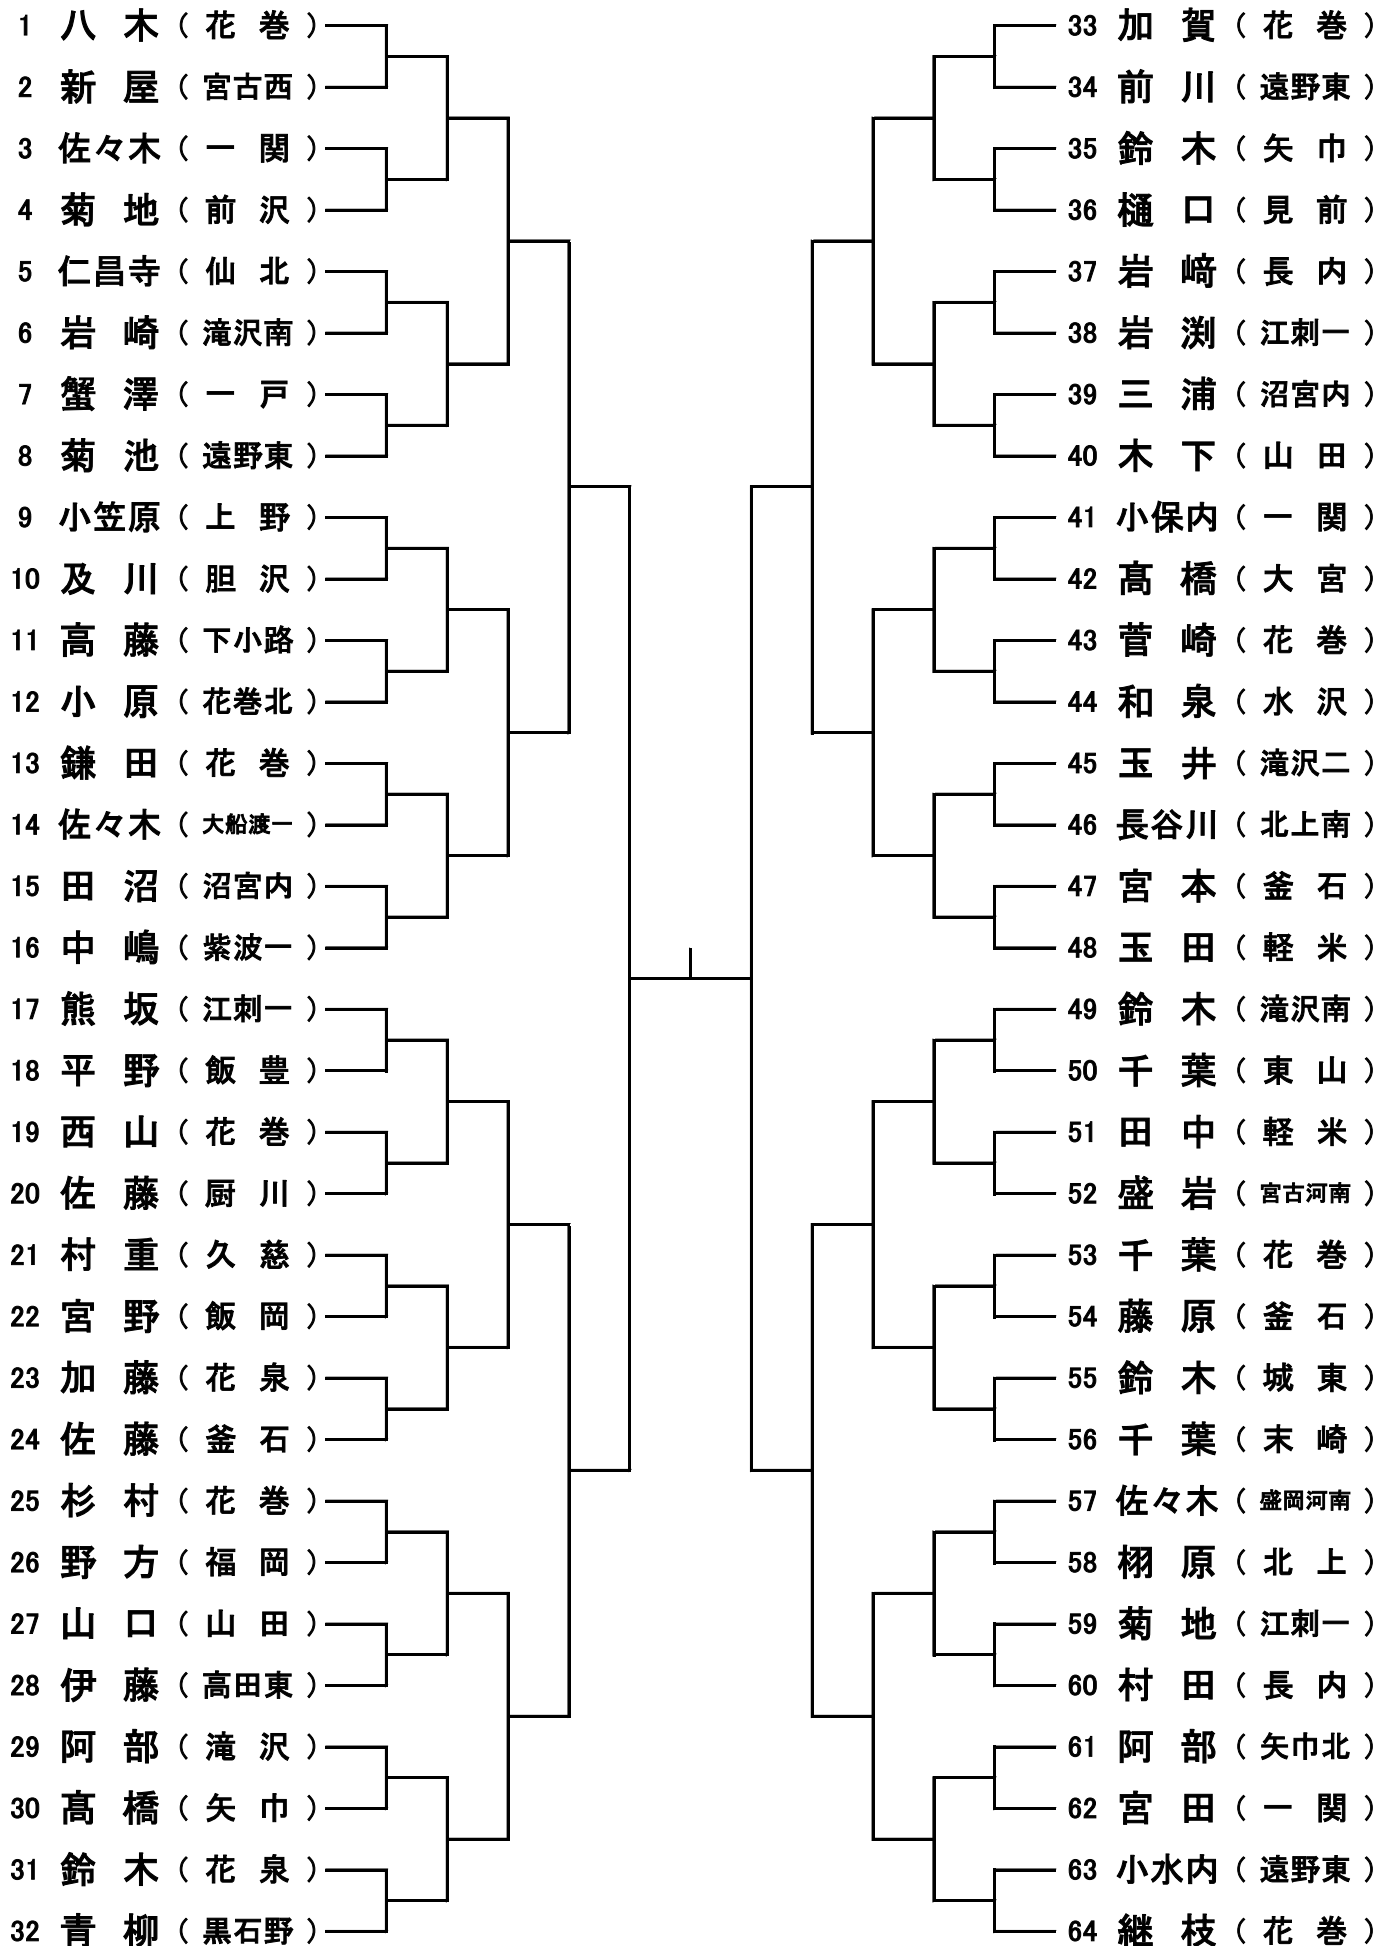 1 八 木 ( 花 巻 )
2 新 屋 ( 宮古西 )
3 佐々木 ( 一 関 )
4 菊 地 ( 前 沢 )
5 仁昌寺 ( 仙 北 )
6 岩 崎 ( 滝沢南 )
7 蟹 澤 ( 一 戸 )
8 菊 池 ( 遠野東 )
9 小笠原 ( 上 野 )
10 及 川 ( 胆 沢 )
11 高 藤 ( 下小路 )
12 小 原 ( 花巻北 )
13 鎌 田 ( 花 巻 )
14 佐々木 ( 大船渡一 )
15 田 沼 ( 沼宮内 )
16 中 嶋 ( 紫波一 )
17 熊 坂 ( 江刺一 )
18 平 野 ( 飯 豊 )
19 西 山 ( 花 巻 )
20 佐 藤 ( 厨 川 )
21 村 重 ( 久 慈 )
22 宮 野 ( 飯 岡 )
23 加 藤 ( 花 泉 )
24 佐 藤 ( 釜 石 )
25 杉 村 ( 花 巻 )
26 野 方 ( 福 岡 )
27 山 口 ( 山 田 )
28 伊 藤 ( 高田東 )
29 阿 部 ( 滝 沢 )
30 髙 橋 ( 矢 巾 )
31 鈴 木 ( 花 泉 )
32 青 柳 ( 黒石野 )
33 加 賀 ( 花 巻 )
34 前 川 ( 遠野東 )
35 鈴 木 ( 矢 巾 )
36 樋 口 ( 見 前 )
37 岩 﨑 ( 長 内 )
38 岩 渕 ( 江刺一 )
39 三 浦 ( 沼宮内 )
40 木 下 ( 山 田 )
41 小保内 ( 一 関 )
42 髙 橋 ( 大 宮 )
43 菅 崎 ( 花 巻 )
44 和 泉 ( 水 沢 )
45 玉 井 ( 滝沢二 )
46 長谷川 ( 北上南 )
47 宮 本 ( 釜 石 )
48 玉 田 ( 軽 米 )
49 鈴 木 ( 滝沢南 )
50 千 葉 ( 東 山 )
51 田 中 ( 軽 米 )
52 盛 岩 ( 宮古河南 )
53 千 葉 ( 花 巻 )
54 藤 原 ( 釜 石 )
55 鈴 木 ( 城 東 )
56 千 葉 ( 末 崎 )
57 佐々木 ( 盛岡河南 )
58 栩 原 ( 北 上 )
59 菊 地 ( 江刺一 )
60 村 田 ( 長 内 )
61 阿 部 ( 矢巾北 )
62 宮 田 ( 一 関 )
63 小水内 ( 遠野東 )
64 継 枝 ( 花 巻 )